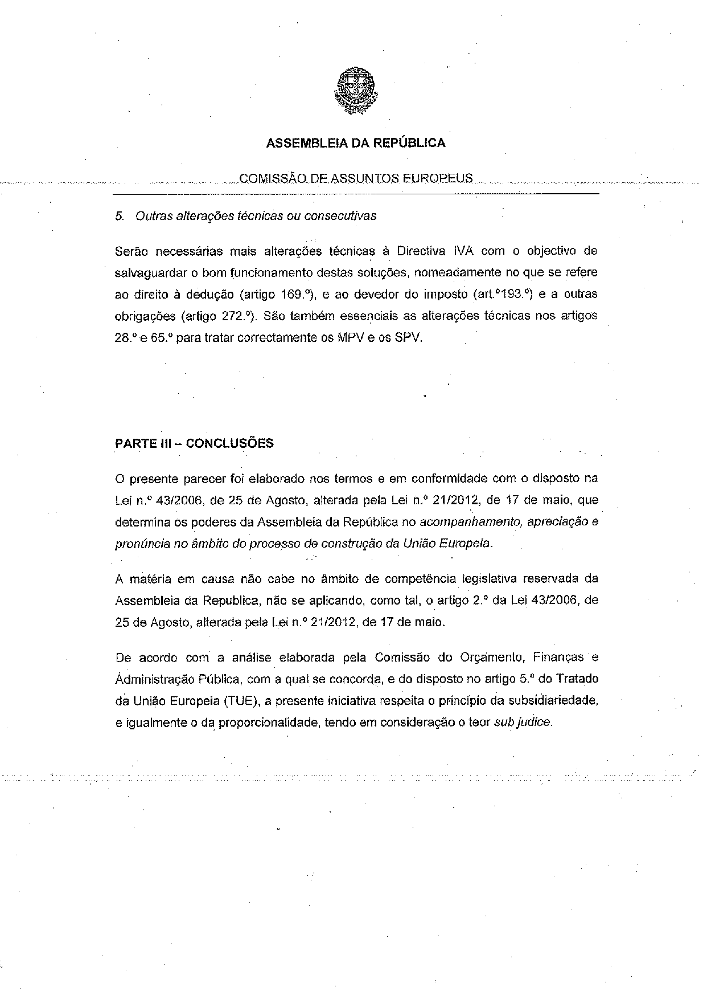 ASSEMBLEIA DA REPÚBLICA
COMISSÃO DE ASSUNTOS EUROPEUS
5. Outras alterações técnicas ou consecutivas
Serão necessárias mais alterações técnicas à Directiva IVA com o objectivo de
salvaguardar o bom funcionamento destas soluções, nomeadamente no que se refere
ao direito à dedução (artigo 169.º), e ao devedor do imposto (art.º193.º) e a outras
obrigações (artigo 272.º). São também essenciais as alterações técnicas nos artigos
28.º e 65.º para tratar correctamente os MPV e os SPV.
PARTE III – CONCLUSÕES
O presente parecer foi elaborado nos termos e em conformidade com o disposto na
Lei n.º 43/2006, de 25 de Agosto, alterada pela Lei n.º 21/2012, de 17 de maio, que
determina os poderes da Assembleia da República no acompanhamento, apreciação e
pronúncia no âmbito do processo de construção da União Europeia.
A matéria em causa não cabe no âmbito de competência legislativa reservada da
Assembleia da Republica, não se aplicando, como tal, o artigo 2.º da Lei 43/2006, de
25 de Agosto, alterada pela Lei n.º 21/2012, de 17 de maio.
De acordo com a análise elaborada pela Comissão do Orçamento, Finanças e
Administração Pública, com a qual se concorda, e do disposto no artigo 5.º do Tratado
da União Europeia (TUE), a presente iniciativa respeita o princípio da subsidiariedade,
e igualmente o da proporcionalidade, tendo em consideração o teor sub judice.